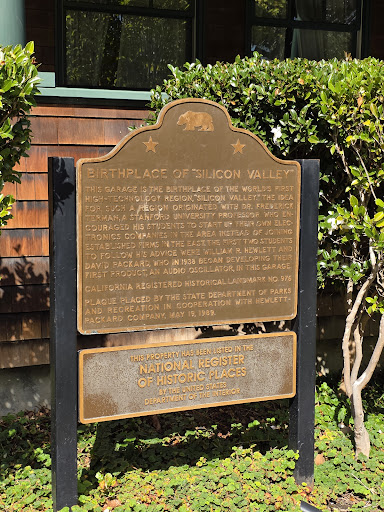 BIRTHPLACE OF "SILICON VALLEY"
THIS GARAGE IS THE BIRTHPLACE OF THE WORLD'S FIRST
HIGH-TECHNOLOGY REGION, "SILICON VALLEY." THE IDEA
FOR SUCH A REGION ORIGINATED WITH DR. FREDERICK
TERMAN, A STANFORD UNIVERSITY PROFESSOR WHO EN-
COURAGED HIS STUDENTS TO START UP THEIR OWN ELEC-
TRONICS COMPANIES IN THE AREA INSTEAD OF JOINING
ESTABLISHED FIRMS IN THE EAST. THE FIRST TWO STUDENTS
TO FOLLOW HIS ADVICE WERE WILLIAM R. HEWLETT AND
DAVID PACKARD, WHO IN 1938 BEGAN DEVELOPING THEIR
FIRST PRODUCT, AN AUDIO OSCILLATOR, IN THIS GARAGE.
CALIFORNIA REGISTERED HISTORICAL LANDMARK NO. 976
PLAQUE PLACED BY THE STATE DEPARTMENT OF PARKS
AND RECREATION IN COOPERATION WITH HEWLETT-
PACKARD COMPANY, MAY 19, 1989.
THIS PROPERTY HAS BEEN LISTED IN THE
NATIONAL REGISTER
OF HISTORIC PLACES
BY THE UNITED STATES
DEPARTMENT OF THE INTERIOR